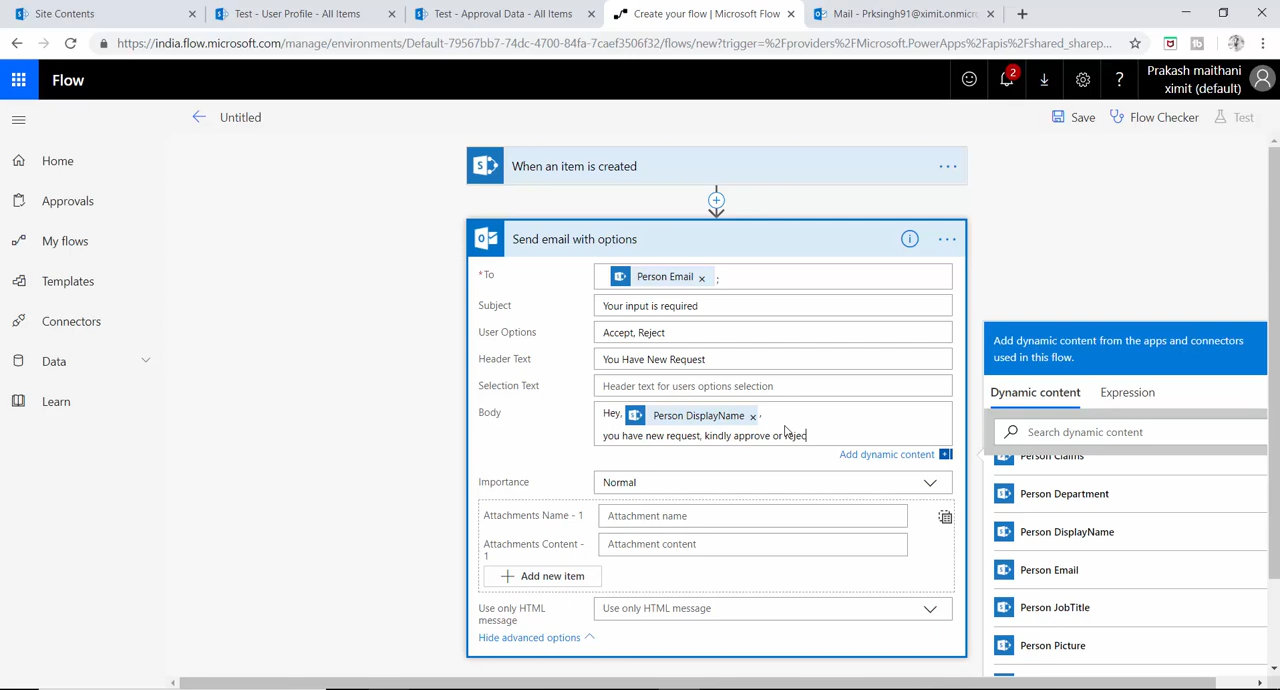 Site Contents
Test - User Profile - All Items
Test - Approval Data - All Items
Create your flow | Microsoft Flow
Mail - Prksingh91@ximit.onmicr
https://india.flow.microsoft.com/manage/environments/Default-79567bb7-74dc-4700-84fa-7caef3506f32/flows/new?trigger=%2Fproviders%2FMicrosoft.PowerApps%2Fapis%2Fshared_sharep...
Flow
2
?
Prakash maithani
ximit (default)
Untitled
Save
Flow Checker
Test
Home
Approvals
My flows
Templates
Connectors
Data
Learn
When an item is created
Send email with options
* To
Person Email
;
Subject
Your input is required
User Options
Accept, Reject
Header Text
You Have New Request
Selection Text
Header text for users options selection
Body
Hey, Person DisplayName ,
you have new request, kindly approve or rejec
Add dynamic content
Importance
Normal
Attachments Name - 1
Attachment name
Attachments Content - 1
Attachment content
Add new item
Use only HTML message
Use only HTML message
Hide advanced options
Add dynamic content from the apps and connectors
used in this flow.
Dynamic content
Expression
Search dynamic content
Person Claims
Person Department
Person DisplayName
Person Email
Person JobTitle
Person Picture